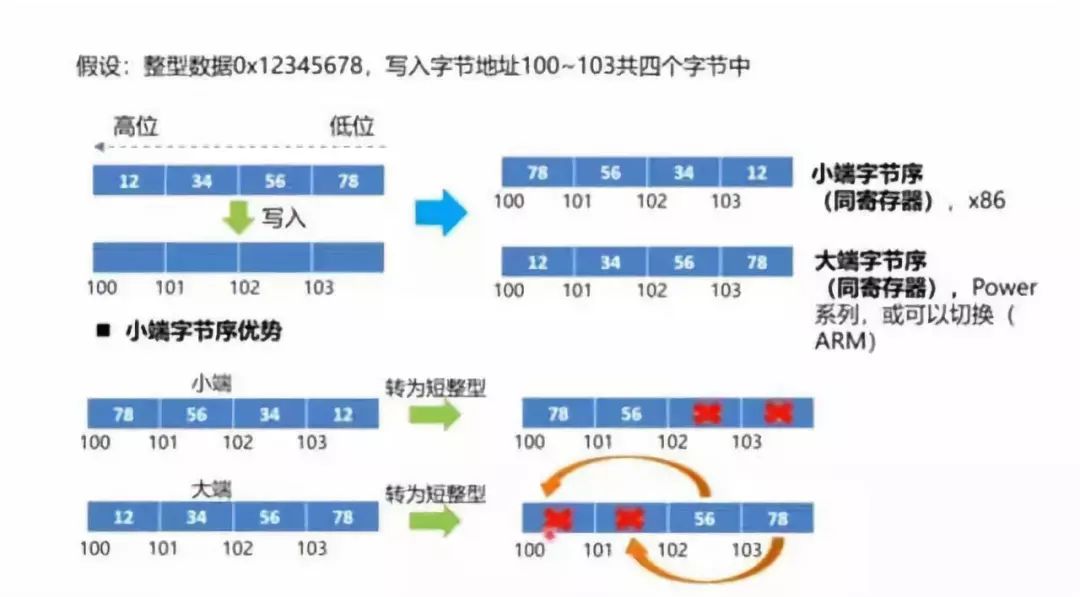 假设：整型数据0x12345678，写入字节地址100~103共四个字节中
高位 低位
12 34 56 78
写入
100 101 102 103
78 56 34 12
100 101 102 103
小端字节序
（同寄存器），x86
12 34 56 78
100 101 102 103
大端字节序
（同寄存器），Power
系列，或可以切换（
ARM）
■ 小端字节序优势
小端
78 56 34 12
100 101 102 103
转为短整型
78 56
100 101 102 103
大端
12 34 56 78
100 101 102 103
转为短整型
56 78
100 101 102 103